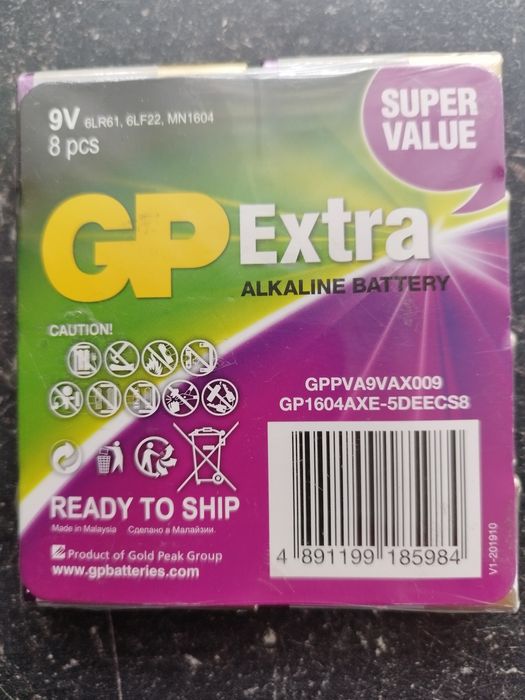 9V 6LR61, 6LF22, MN1604
8 pcs
SUPER
VALUE
GP Extra
ALKALINE BATTERY
CAUTION!
GPPVA9VAX009
GP1604AXE-5DEECS8
READY TO SHIP
Made in Malaysia Сделано в Малайзии.
Product of Gold Peak Group
www.gpbatteries.com
4 891199 185984
V1-201910